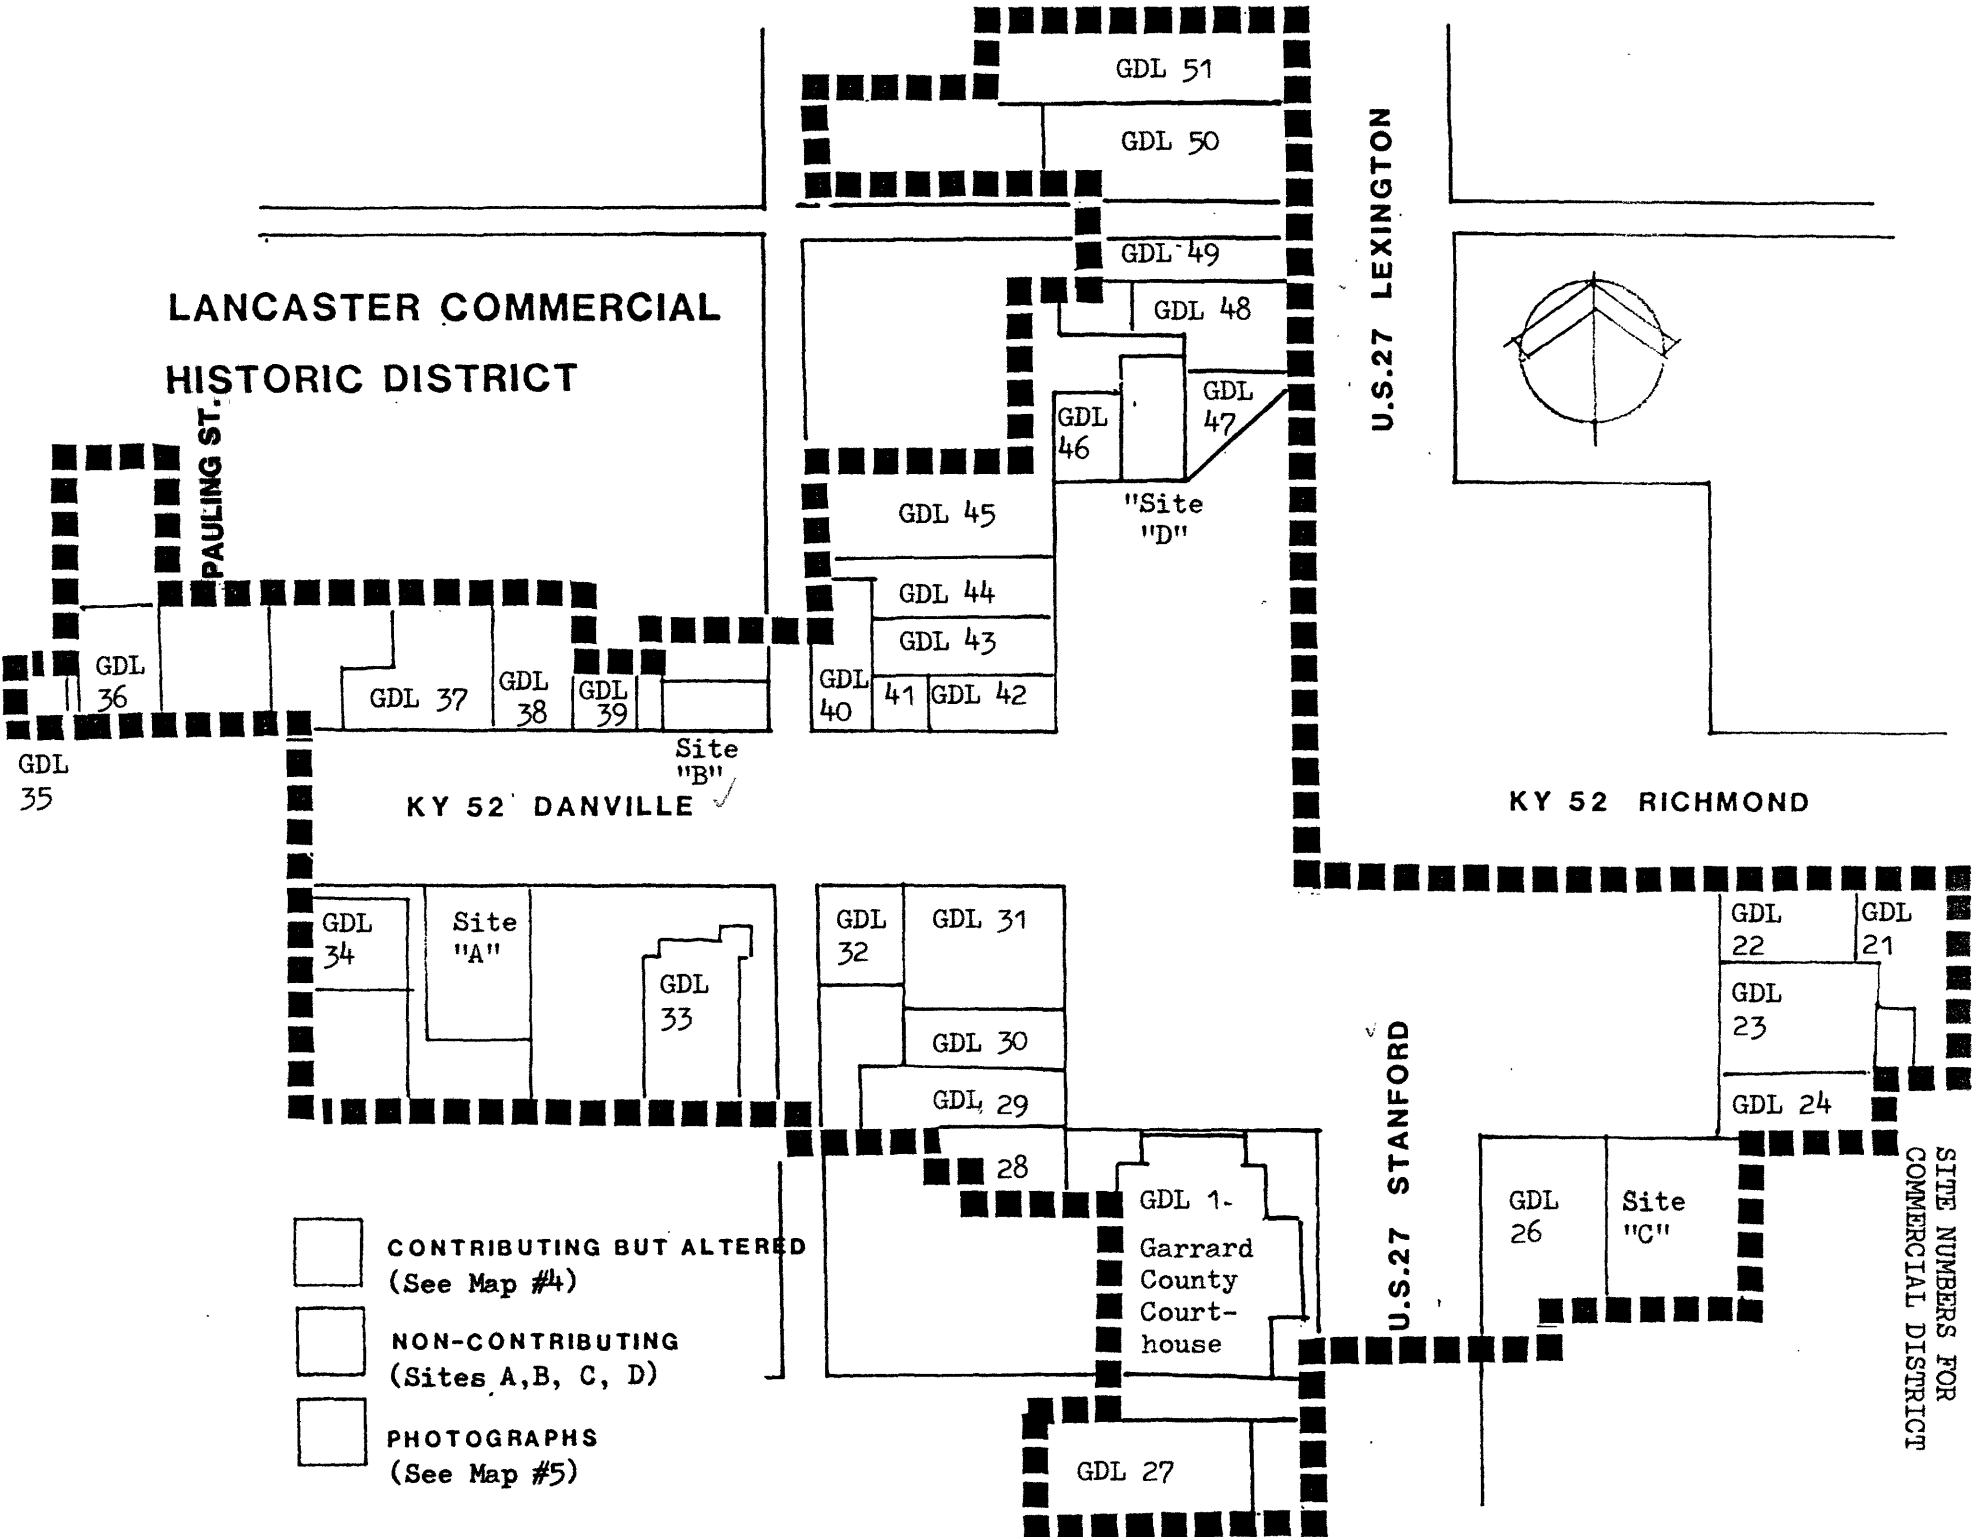 GDL 51
GDL 50
U.S.27 LEXINGTON
GDL 49
GDL 48
LANCASTER COMMERCIAL
HISTORIC DISTRICT
GDL
47
GDL
46
PAULING ST.
"Site
"D"
GDL 45
GDL 44
GDL 43
GDL
36
GDL 37
GDL
38
GDL
39
GDL
40
41
GDL 42
Site
"B"
GDL
35
KY 52 DANVILLE
KY 52 RICHMOND
GDL
34
Site
"A"
GDL
33
GDL
32
GDL 31
GDL 30
GDL 29
28
GDL
22
GDL
21
GDL
23
GDL 24
U.S.27 STANFORD
GDL 1-
Garrard
County
Court-
house
GDL
26
Site
"C"
SITE NUMBERS FOR
COMMERCIAL DISTRICT
CONTRIBUTING BUT ALTERED
(See Map #4)
NON-CONTRIBUTING
(Sites A,B, C, D)
PHOTOGRAPHS
(See Map #5)
GDL 27